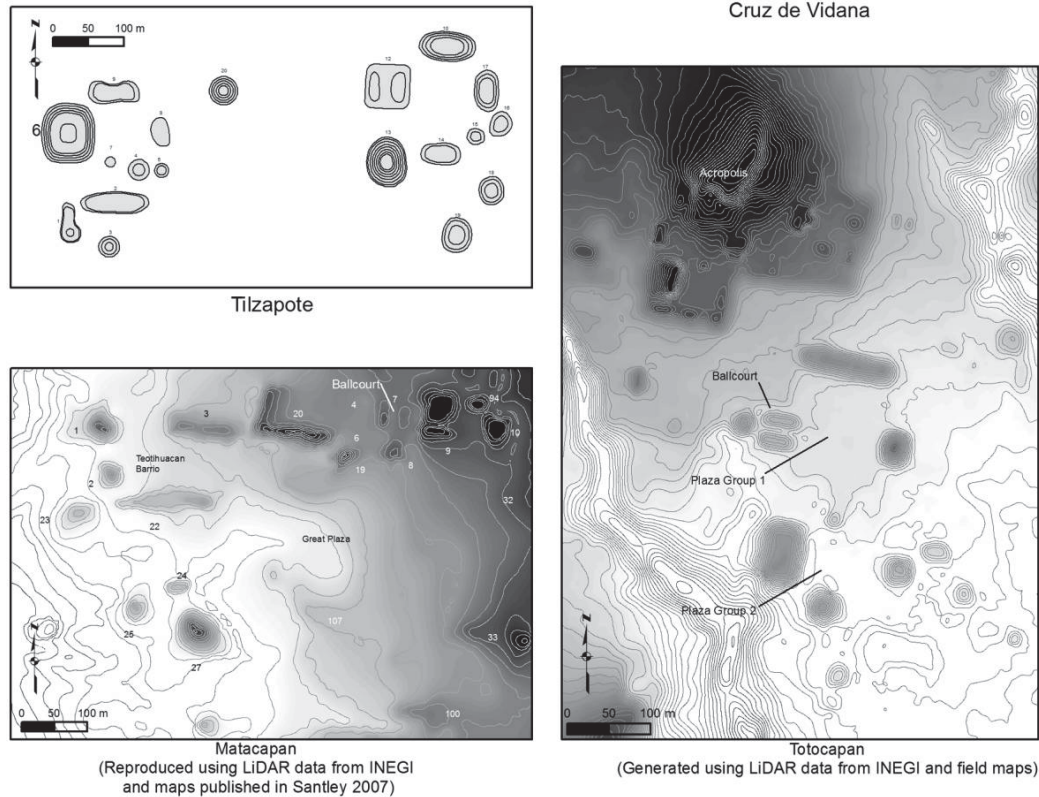 Cruz de Vidana
N
0 50 100 m
6
Tilzapote
Acropolis
Ballcourt
Plaza Group 1
Plaza Group 2
N
0 50 100 m
Totocapan
(Generated using LiDAR data from INEGI and field maps)
Ballcourt
1
3
20
4
7
94
10
Teotihuacan
Barrio
6
19
8
9
2
32
23
22
Great Plaza
24
25
107
27
33
100
N
0 50 100 m
Matacapan
(Reproduced using LiDAR data from INEGI
and maps published in Santley 2007)